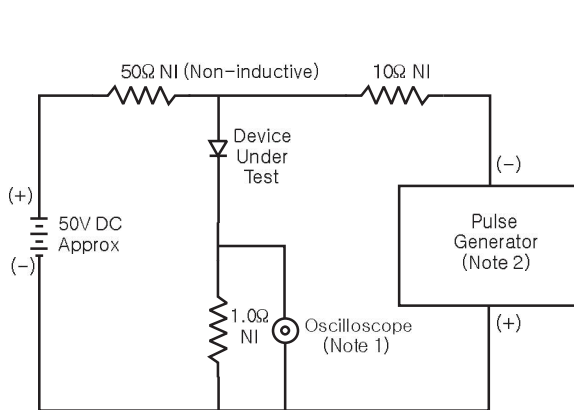 50Ω NI (Non-inductive)
10Ω NI
Device
Under
Test
(+)
50V DC
Approx
(-)
(-)
Pulse
Generator
(Note 2)
(+)
1.0Ω
NI
Oscilloscope
(Note 1)